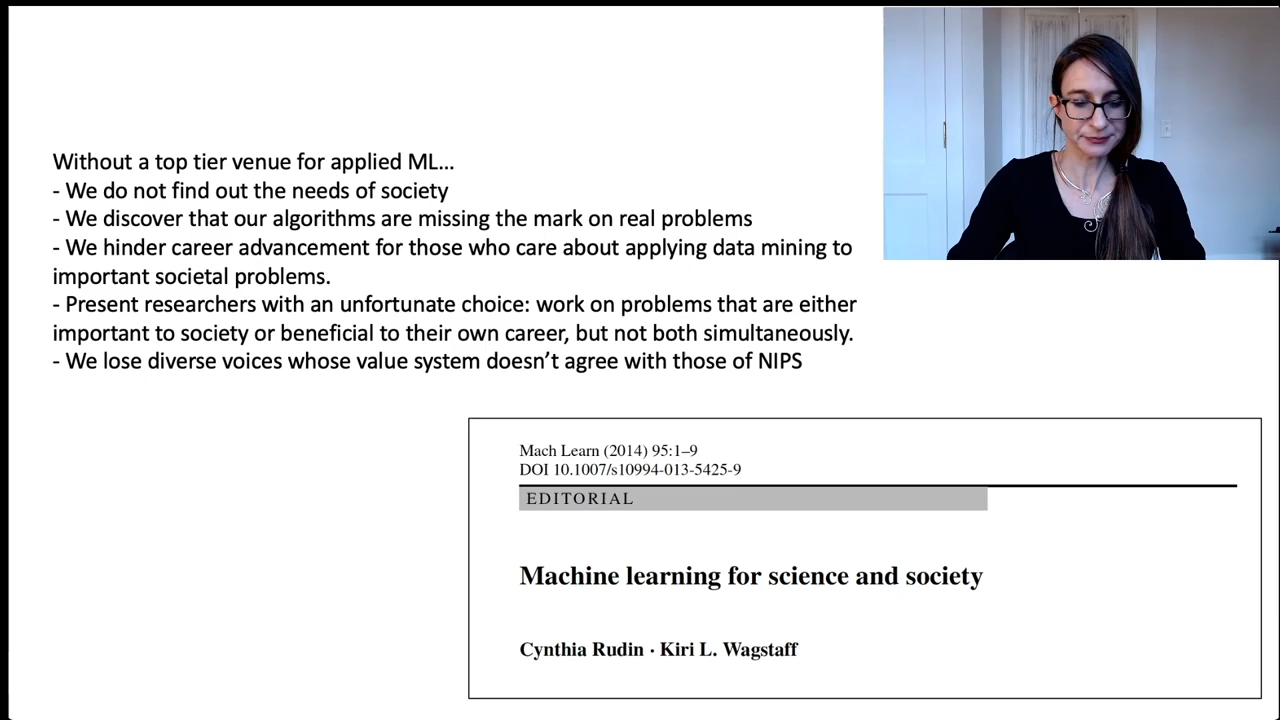 Without a top tier venue for applied ML...
- We do not find out the needs of society
- We discover that our algorithms are missing the mark on real problems
- We hinder career advancement for those who care about applying data mining to
important societal problems.
- Present researchers with an unfortunate choice: work on problems that are either
important to society or beneficial to their own career, but not both simultaneously.
- We lose diverse voices whose value system doesn’t agree with those of NIPS
Mach Learn (2014) 95:1–9
DOI 10.1007/s10994-013-5425-9
EDITORIAL
Machine learning for science and society
Cynthia Rudin · Kiri L. Wagstaff